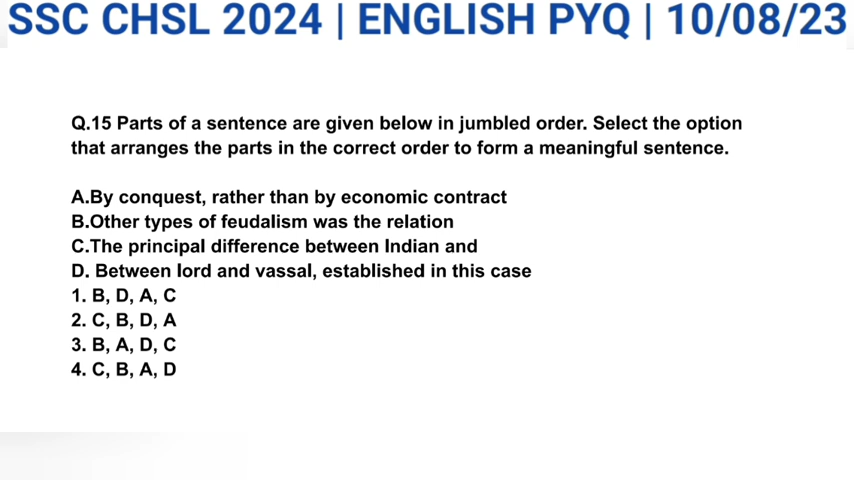 SSC CHSL 2024 | ENGLISH PYQ | 10/08/23
Q.15 Parts of a sentence are given below in jumbled order. Select the option
that arranges the parts in the correct order to form a meaningful sentence.
A.By conquest, rather than by economic contract
B.Other types of feudalism was the relation
C.The principal difference between Indian and
D. Between lord and vassal, established in this case
1. B, D, A, C
2. C, B, D, A
3. B, A, D, C
4. C, B, A, D